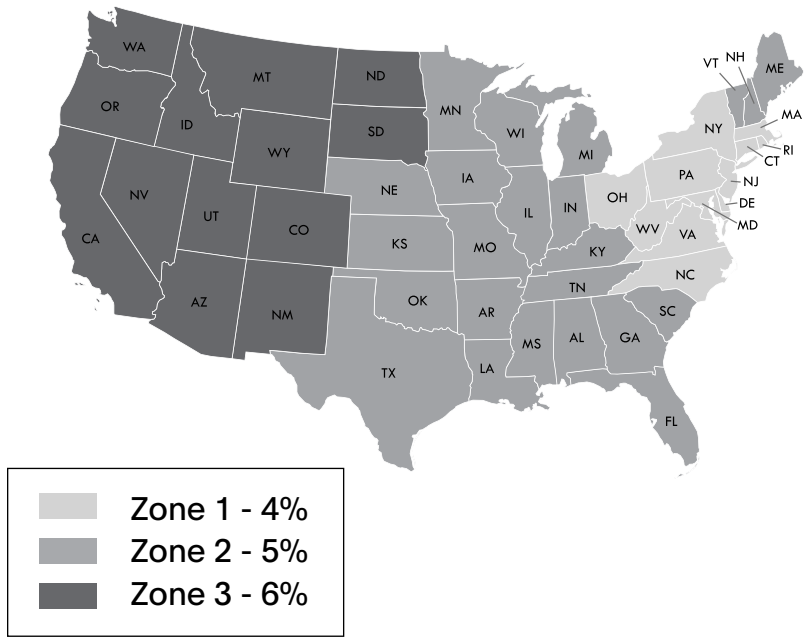 WA
MT
ND
MN
VT
NH
ME
OR
ID
SD
WI
MI
NY
MA
RI
CT
WY
NE
IA
PA
NJ
NV
UT
CO
IL
IN
OH
DE
MD
CA
KS
MO
KY
WV
VA
AZ
NM
OK
AR
TN
NC
SC
TX
LA
MS
AL
GA
FL
Zone 1 - 4%
Zone 2 - 5%
Zone 3 - 6%